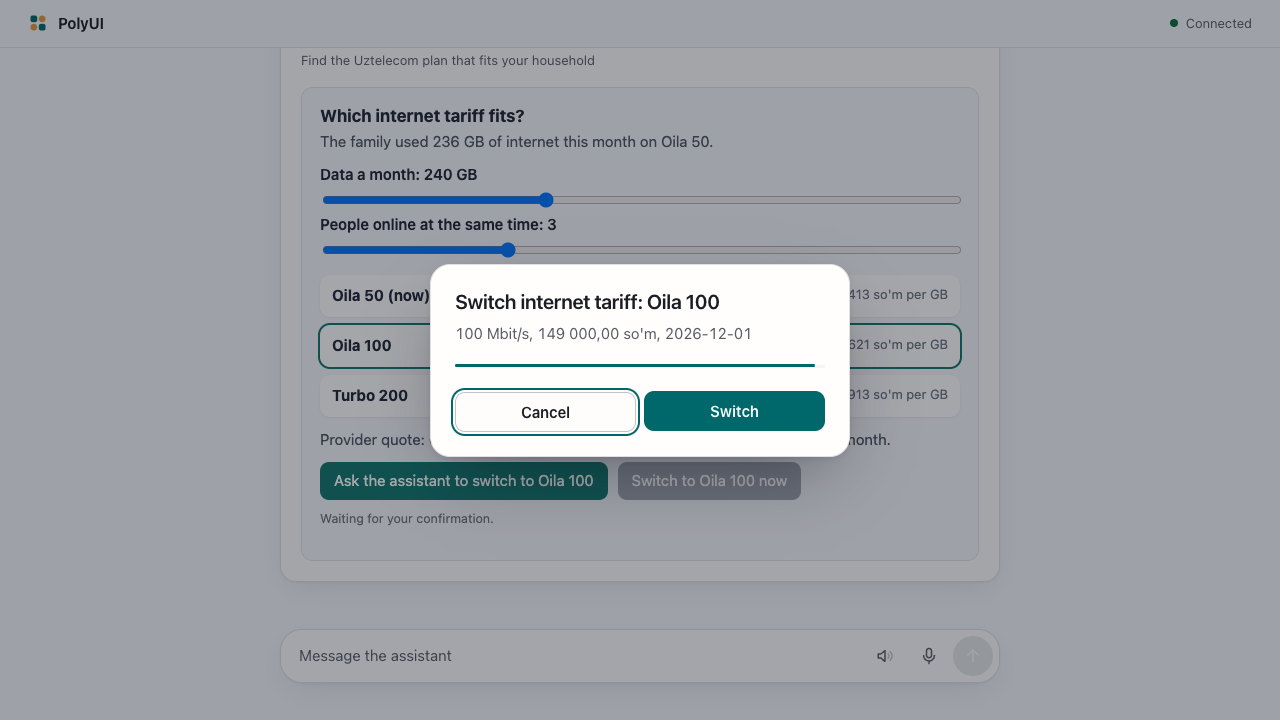 PolyUI
Connected
Find the Uztelecom plan that fits your household
Which internet tariff fits?
The family used 236 GB of internet this month on Oila 50.
Data a month: 240 GB
People online at the same time: 3
Oila 50 (now)
413 so'm per GB
Oila 100
621 so'm per GB
Turbo 200
913 so'm per GB
Switch internet tariff: Oila 100
100 Mbit/s, 149 000,00 so'm, 2026-12-01
Cancel
Switch
Provider quote:
Ask the assistant to switch to Oila 100
Switch to Oila 100 now
Waiting for your confirmation.
Message the assistant